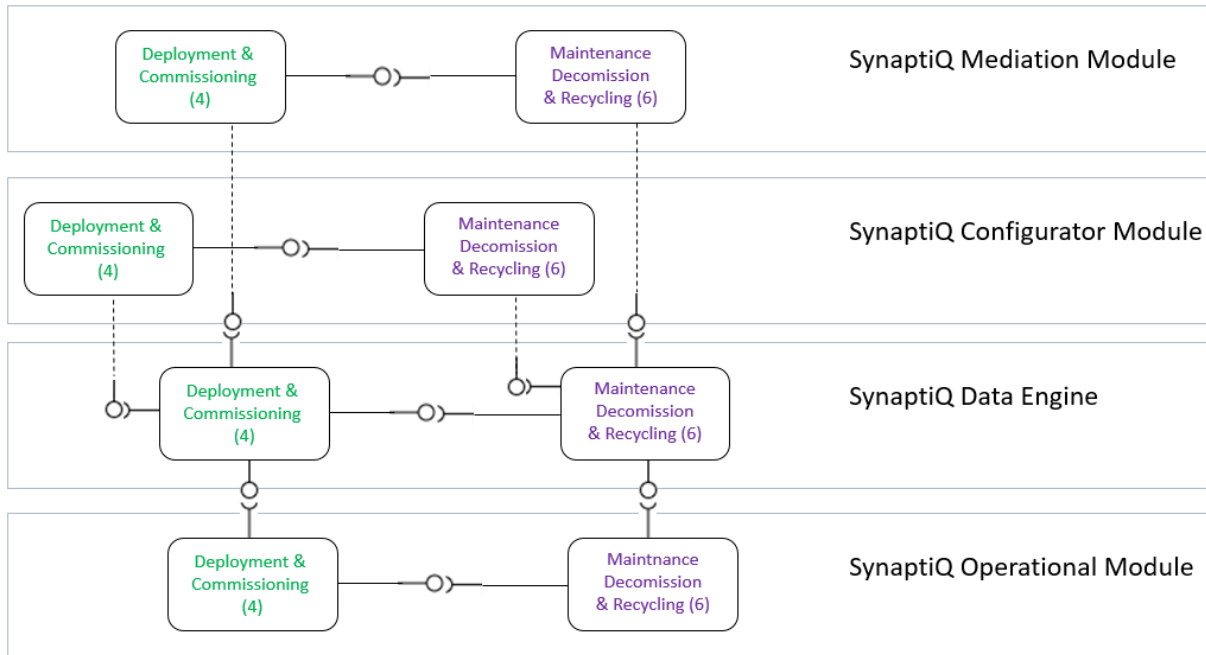 Deployment &
Commissioning
(4)
Maintenance
Decomission
& Recycling (6)
SynaptiQ Mediation Module
Deployment &
Commissioning
(4)
Maintenance
Decomission
& Recycling (6)
SynaptiQ Configurator Module
Deployment &
Commissioning
(4)
Maintenance
Decomission
& Recycling (6)
SynaptiQ Data Engine
Deployment &
Commissioning
(4)
Maintnance
Decomission
& Recycling (6)
SynaptiQ Operational Module